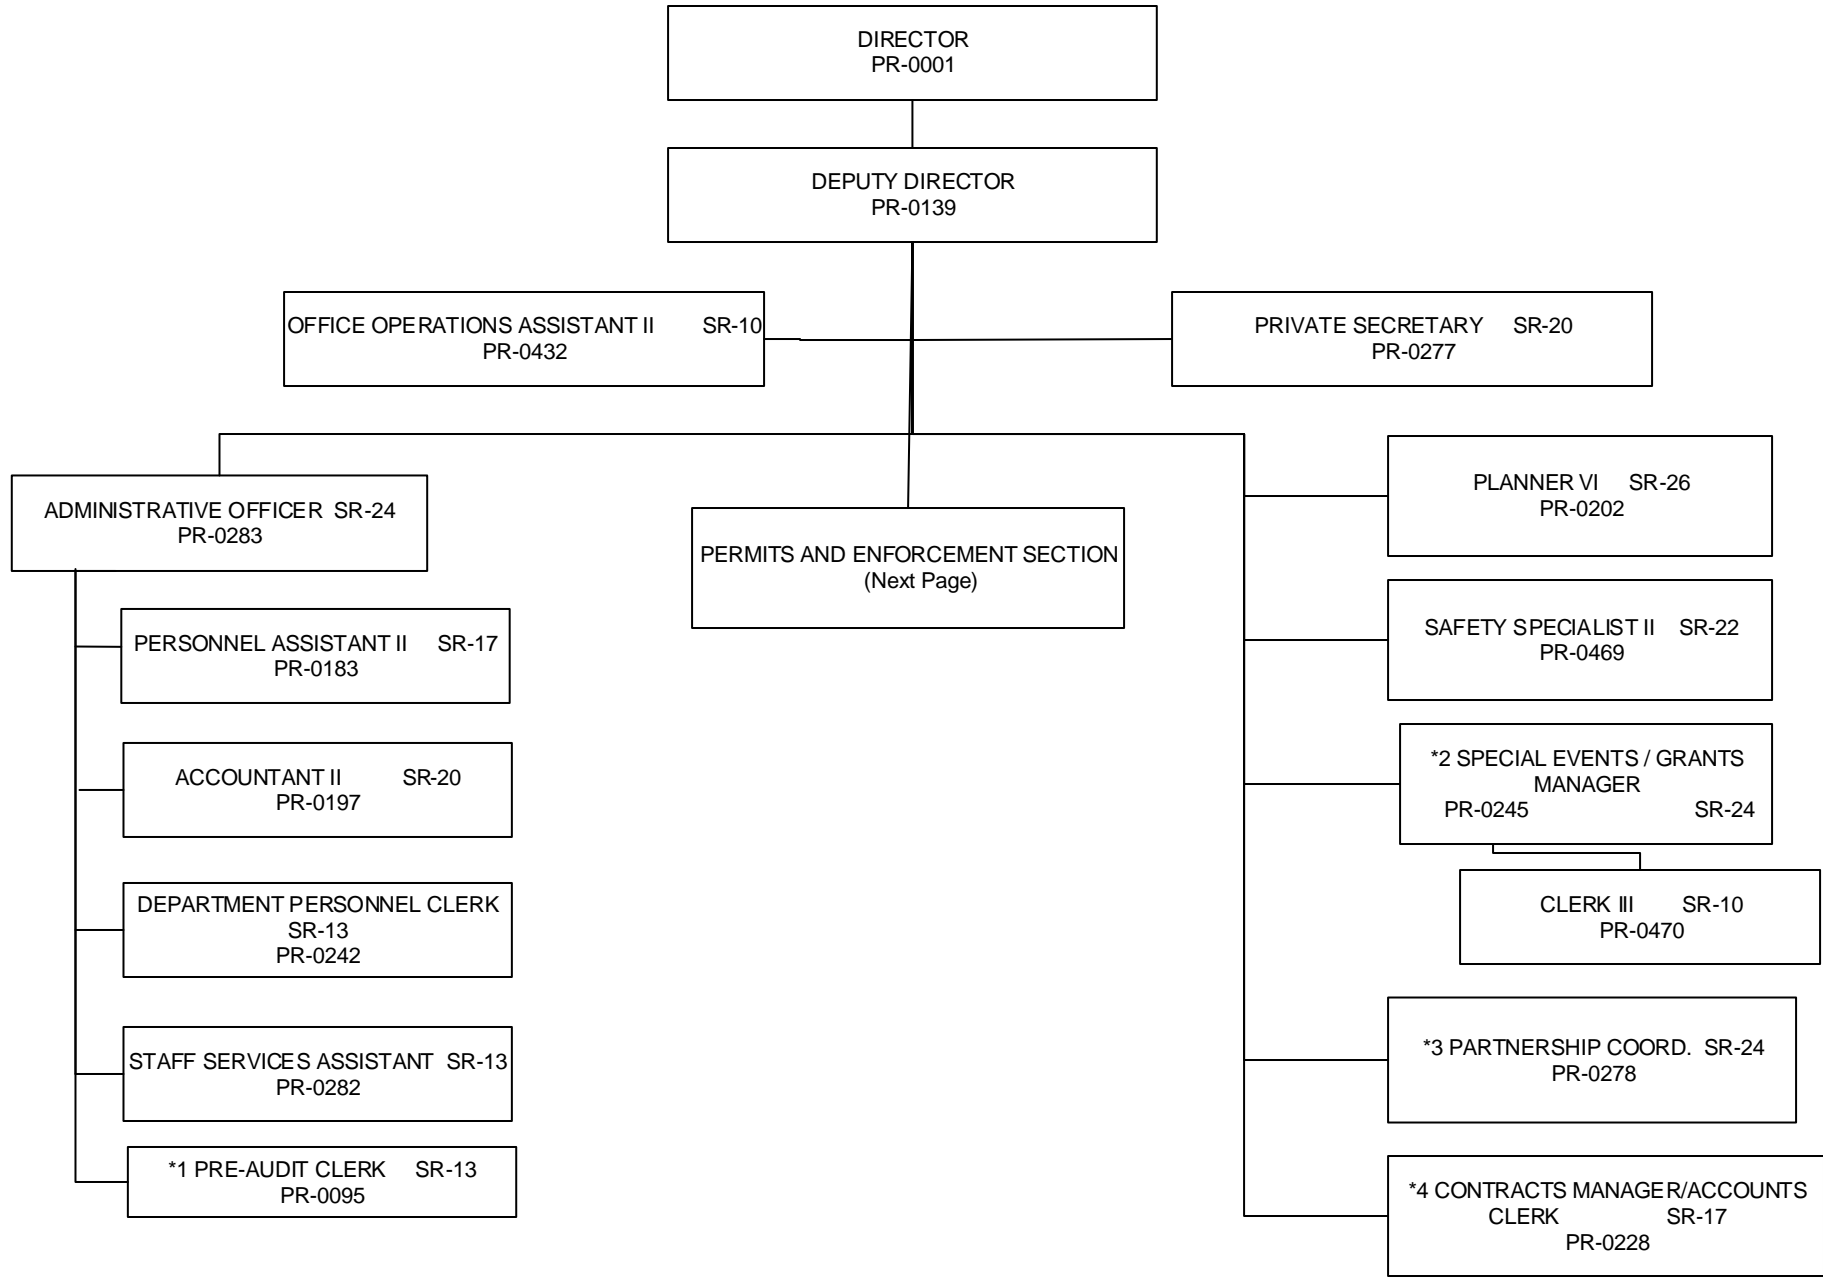 DIRECTOR
PR-0001
DEPUTY DIRECTOR
PR-0139
OFFICE OPERATIONS ASSISTANT II SR-10
PR-0432
PRIVATE SECRETARY SR-20
PR-0277
ADMINISTRATIVE OFFICER SR-24
PR-0283
PERSONNEL ASSISTANT II SR-17
PR-0183
ACCOUNTANT II SR-20
PR-0197
DEPARTMENT PERSONNEL CLERK
SR-13
PR-0242
STAFF SERVICES ASSISTANT SR-13
PR-0282
*1 PRE-AUDIT CLERK SR-13
PR-0095
PERMITS AND ENFORCEMENT SECTION
(Next Page)
PLANNER VI SR-26
PR-0202
SAFETY SPECIALIST II SR-22
PR-0469
*2 SPECIAL EVENTS / GRANTS
MANAGER
PR-0245 SR-24
CLERK III SR-10
PR-0470
*3 PARTNERSHIP COORD. SR-24
PR-0278
*4 CONTRACTS MANAGER/ACCOUNTS
CLERK SR-17
PR-0228